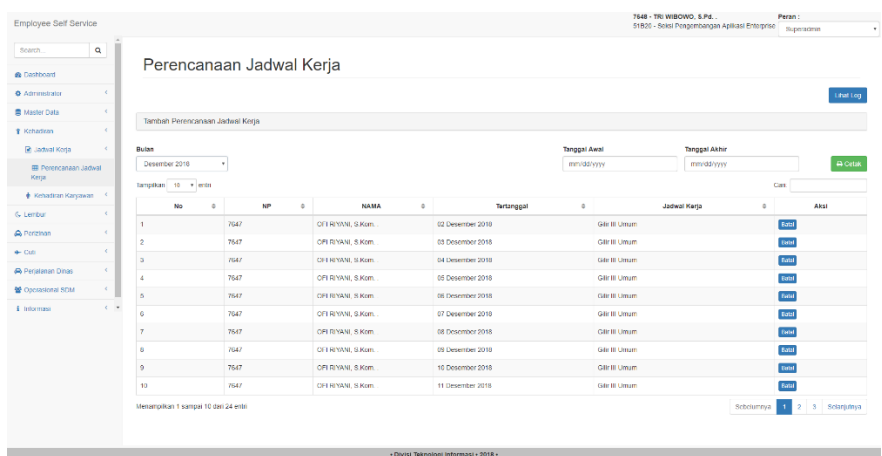 Employee Self Service
7648 - TRI WIBOWO, S.Pd. .
51B20 - Seksi Pengembangan Aplikasi Enterprise
Peran :
Superadmin
Search...
Dashboard
Administrator
Master Data
Kehadiran
Jadwal Kerja
Perencanaan Jadwal
Kerja
Kehadiran Karyawan
Lembur
Perizinan
Cuti
Perjalanan Dinas
Operasional SDM
Informasi
Perencanaan Jadwal Kerja
Lihat Log
Tambah Perencanaan Jadwal Kerja
Bulan Tanggal Awal Tanggal Akhir
Desember 2018 mm/dd/yyyy mm/dd/yyyy Cetak
Tampilkan 10 entri Cari:
No NP NAMA Tertanggal Jadwal Kerja Aksi
1 7647 OFI RIYANI, S.Kom. . 02 Desember 2018 Gilir III Umum Batal
2 7647 OFI RIYANI, S.Kom. . 03 Desember 2018 Gilir III Umum Batal
3 7647 OFI RIYANI, S.Kom. . 04 Desember 2018 Gilir III Umum Batal
4 7647 OFI RIYANI, S.Kom. . 05 Desember 2018 Gilir III Umum Batal
5 7647 OFI RIYANI, S.Kom. . 06 Desember 2018 Gilir III Umum Batal
6 7647 OFI RIYANI, S.Kom. . 07 Desember 2018 Gilir III Umum Batal
7 7647 OFI RIYANI, S.Kom. . 08 Desember 2018 Gilir III Umum Batal
8 7647 OFI RIYANI, S.Kom. . 09 Desember 2018 Gilir III Umum Batal
9 7647 OFI RIYANI, S.Kom. . 10 Desember 2018 Gilir III Umum Batal
10 7647 OFI RIYANI, S.Kom. . 11 Desember 2018 Gilir III Umum Batal
Menampilkan 1 sampai 10 dari 24 entri
Sebelumnya 1 2 3 Selanjutnya
• Divisi Teknologi Informasi • 2018 •